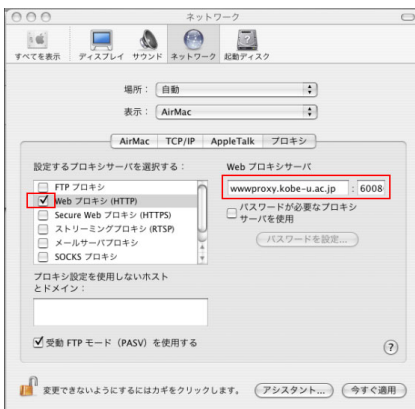 ネットワーク
すべてを表示 ディスプレイ サウンド ネットワーク 起動ディスク
場所： 自動
表示： AirMac
AirMac TCP/IP AppleTalk プロキシ
設定するプロキシサーバを選択する：
FTP プロキシ
Web プロキシ (HTTP)
Secure Web プロキシ (HTTPS)
ストリーミングプロキシ (RTSP)
メールサーバプロキシ
SOCKS プロキシ
Web プロキシサーバ
wwwproxy.kobe-u.ac.jp : 6008
パスワードが必要なプロキシ
サーバを使用
パスワードを設定...
プロキシ設定を使用しないホスト
とドメイン：
受動 FTP モード（PASV）を使用する
?
変更できないようにするにはカギをクリックします。 アシスタント... 今すぐ適用